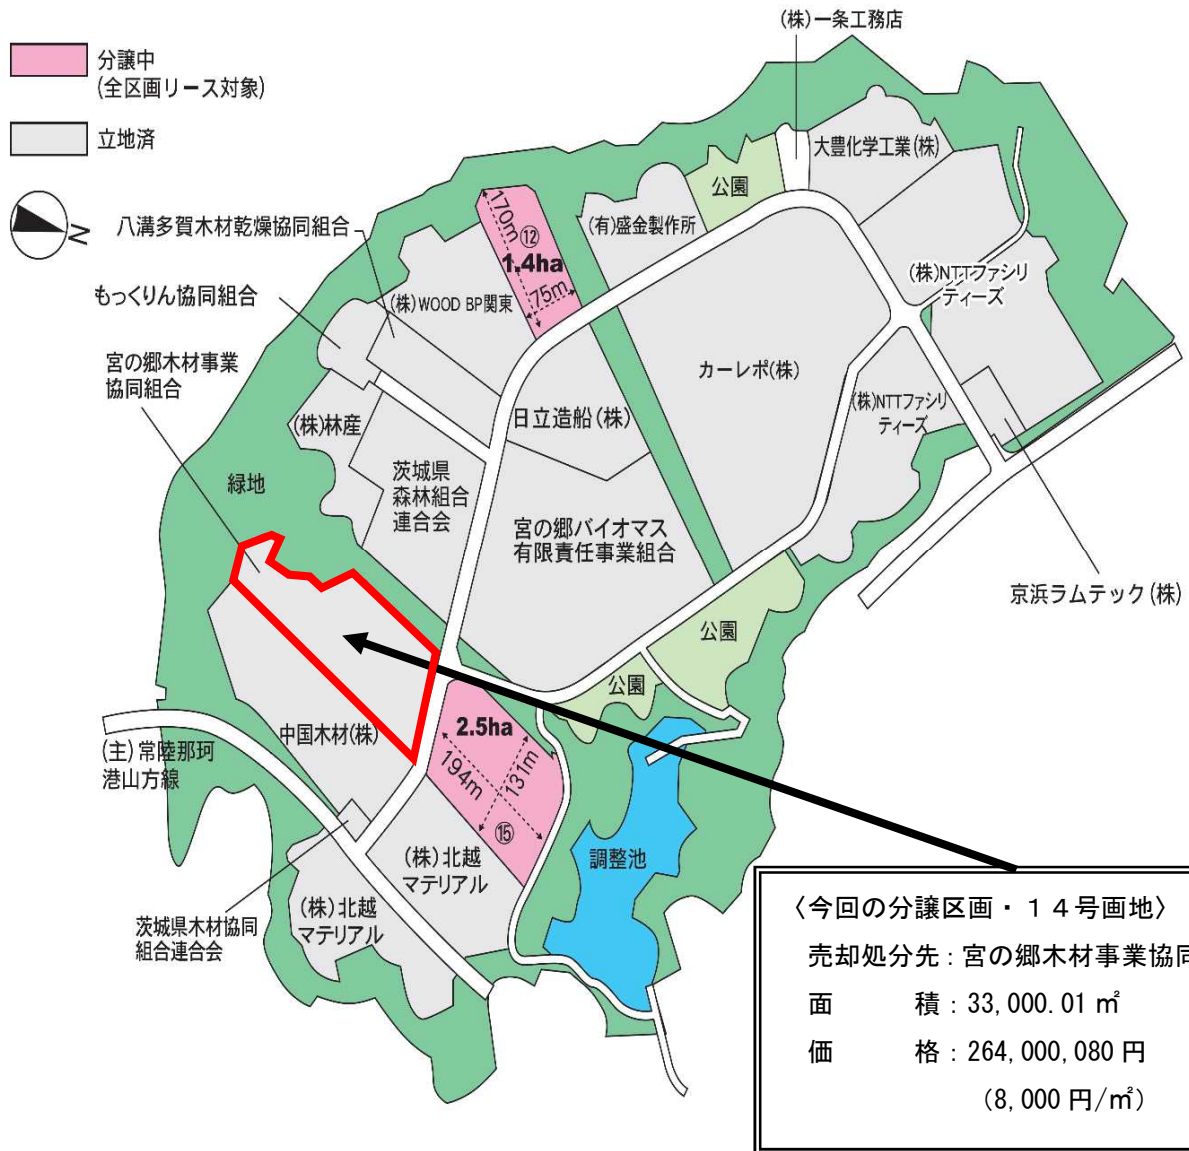 (株)一条工務店
分譲中
(全区画リース対象)
立地済
N
大豊化学工業(株)
公園
八溝多賀木材乾燥協同組合
170m
⑫
1.4ha
75m
(有)盛金製作所
(株)NTTファシリ
ティーズ
もっくりん協同組合
(株)WOOD BP関東
宮の郷木材事業
協同組合
カーレポ(株)
(株)NTTファシリ
ティーズ
(株)林産
日立造船(株)
茨城県
森林組合
連合会
緑地
宮の郷バイオマス
有限責任事業組合
京浜ラムテック(株)
公園
公園
2.5ha
194m
131m
⑮
中国木材(株)
(主)常陸那珂
港山方線
(株)北越
マテリアル
調整池
(株)北越
マテリアル
茨城県木材協同
組合連合会
〈今回の分譲区画・14号画地〉
売却処分先：宮の郷木材事業協同
面　　積：33,000.01 ㎡
価　　格：264,000,080 円
(8,000 円/㎡)